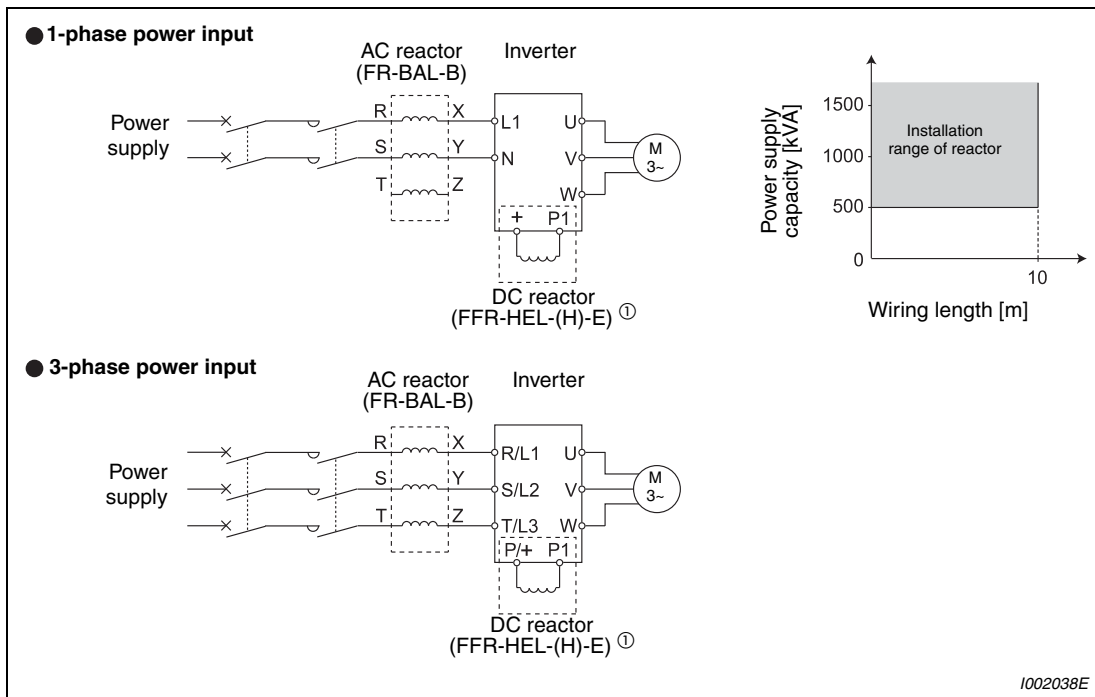 ● 1-phase power input
AC reactor
(FR-BAL-B)
Inverter
Power
supply
R X
S Y
T Z
L1 U
N V
W
M
3~
+ P1
DC reactor
(FFR-HEL-(H)-E) ①
Power supply
capacity [kVA]
1500
1000
500
0
Installation
range of reactor
10
Wiring length [m]
● 3-phase power input
AC reactor
(FR-BAL-B)
Inverter
Power
supply
R X
S Y
T Z
R/L1 U
S/L2 V
T/L3 W
M
3~
P/+ P1
DC reactor
(FFR-HEL-(H)-E) ①
I002038E